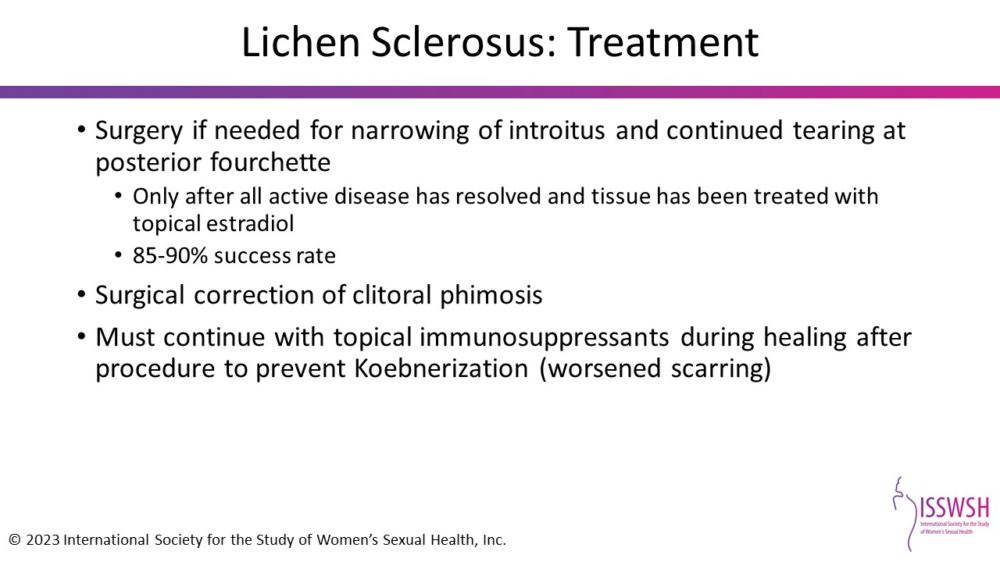 Lichen Sclerosus: Treatment
• Surgery if needed for narrowing of introitus and continued tearing at
posterior fourchette
• Only after all active disease has resolved and tissue has been treated with
topical estradiol
• 85-90% success rate
• Surgical correction of clitoral phimosis
• Must continue with topical immunosuppressants during healing after
procedure to prevent Koebnerization (worsened scarring)
ISSWSH
International Society for the Study
of Women's Sexual Health
© 2023 International Society for the Study of Women’s Sexual Health, Inc.